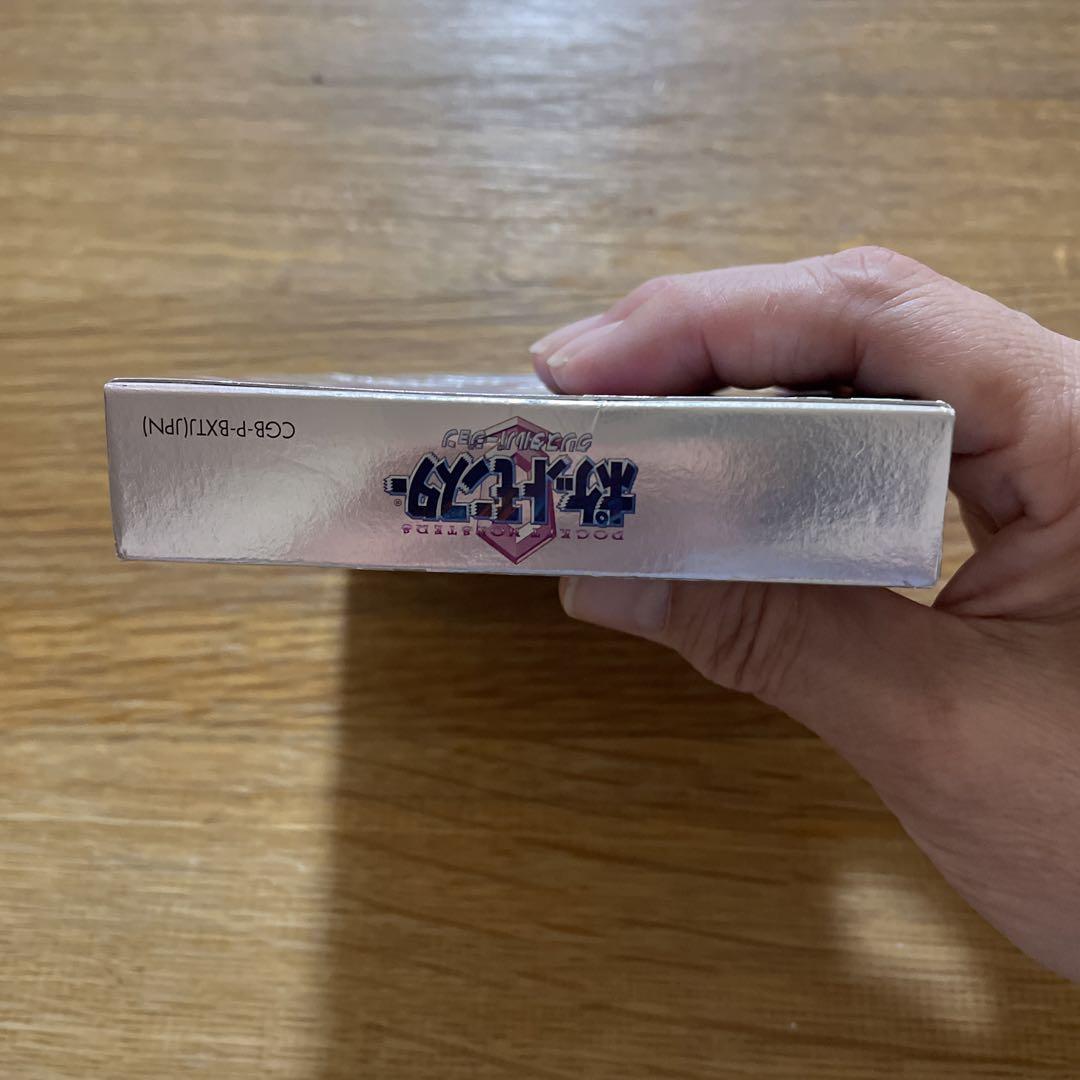 POCKET MONSTERS
ポケットモンスター®
クリスタルバージョン
CGB-P-BXTJ(JPN)